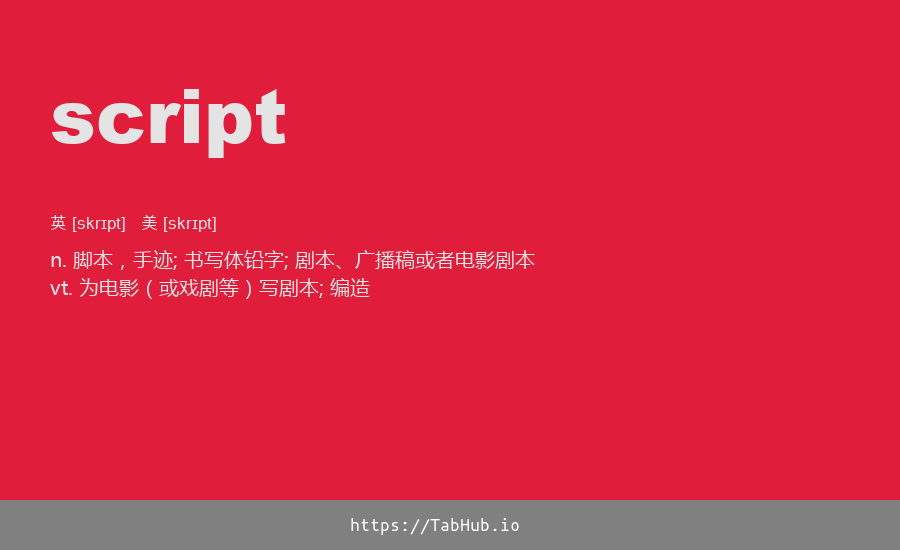 script
英 [skrɪpt] 美 [skrɪpt]
n. 脚本，手迹; 书写体铅字; 剧本、广播稿或者电影剧本
vt. 为电影（或戏剧等）写剧本; 编造
https://TabHub.io